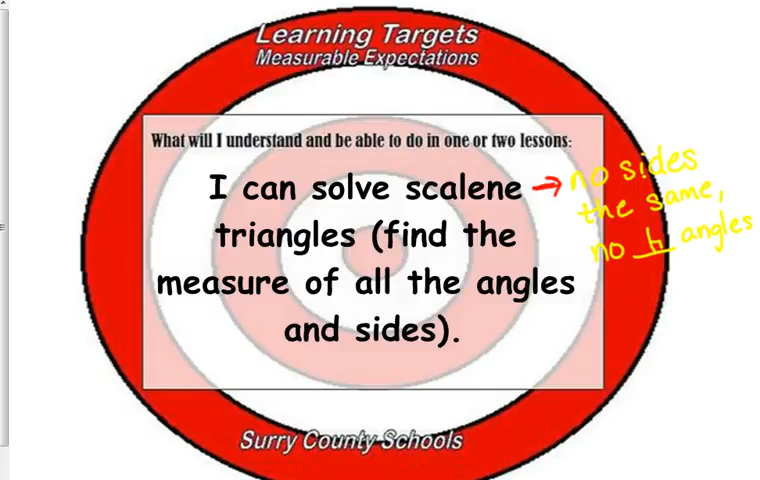 Learning Targets
Measurable Expectations
What will I understand and be able to do in one or two lessons:
I can solve scalene
triangles (find the
measure of all the angles
and sides).
no sides
the same,
no ⊥ angles
Surry County Schools